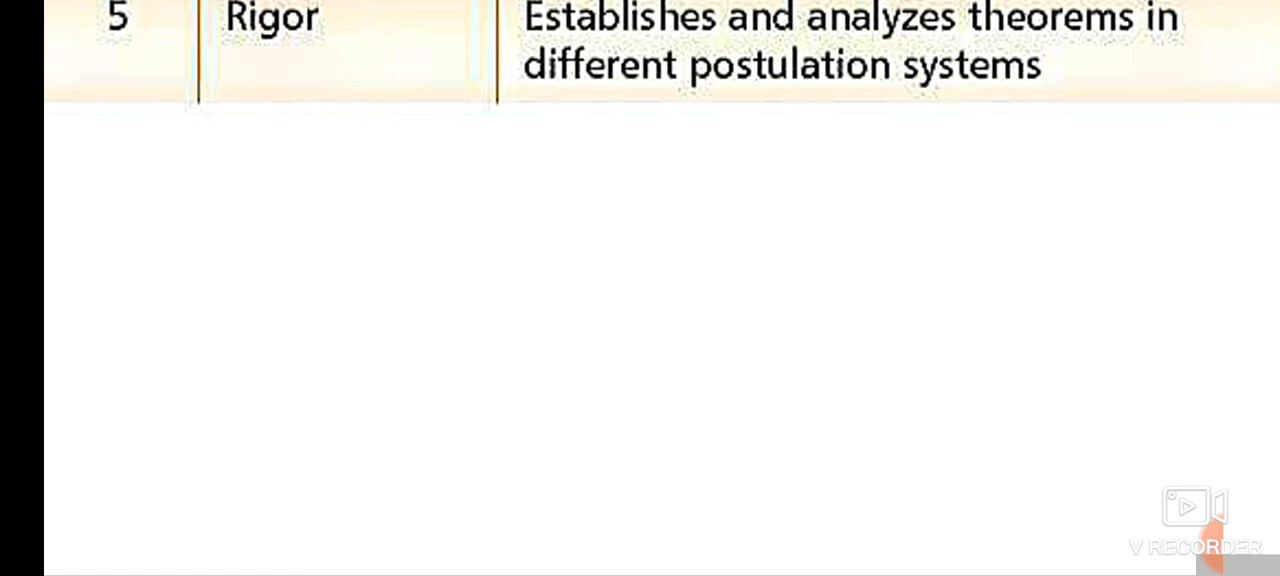 5 Rigor Establishes and analyzes theorems in
different postulation systems
V RECORDER